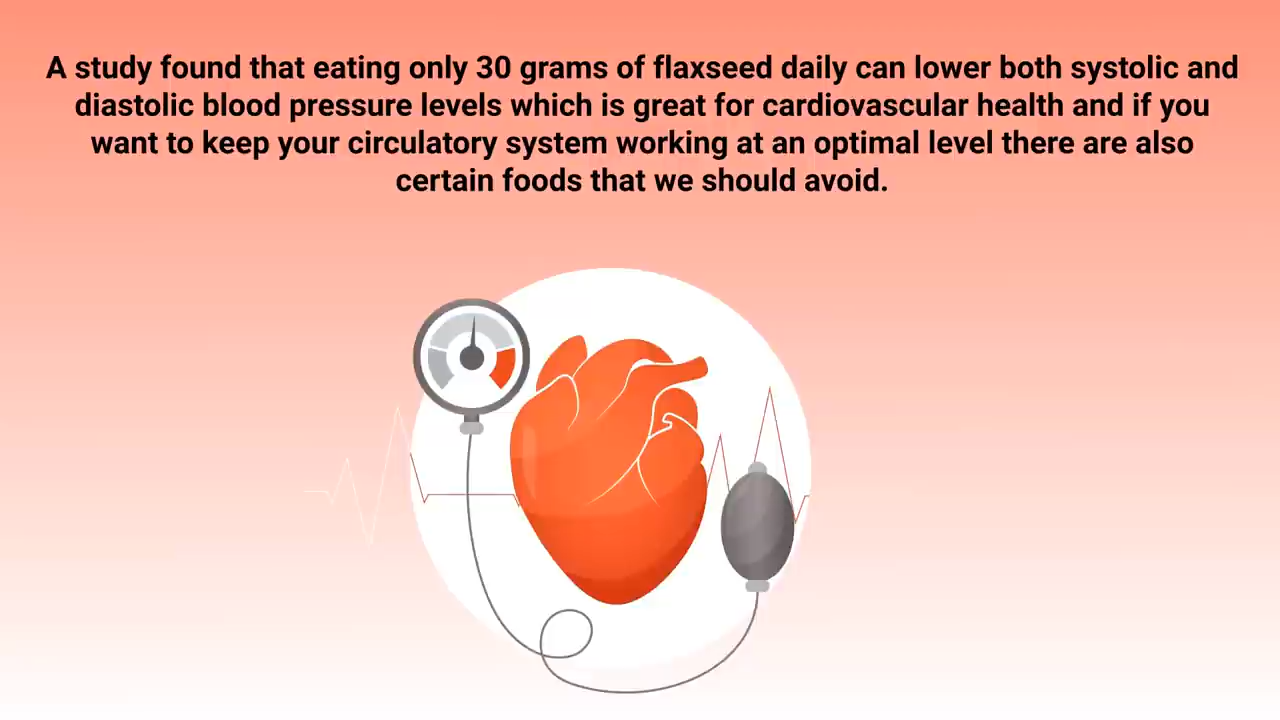 A study found that eating only 30 grams of flaxseed daily can lower both systolic and
diastolic blood pressure levels which is great for cardiovascular health and if you
want to keep your circulatory system working at an optimal level there are also
certain foods that we should avoid.